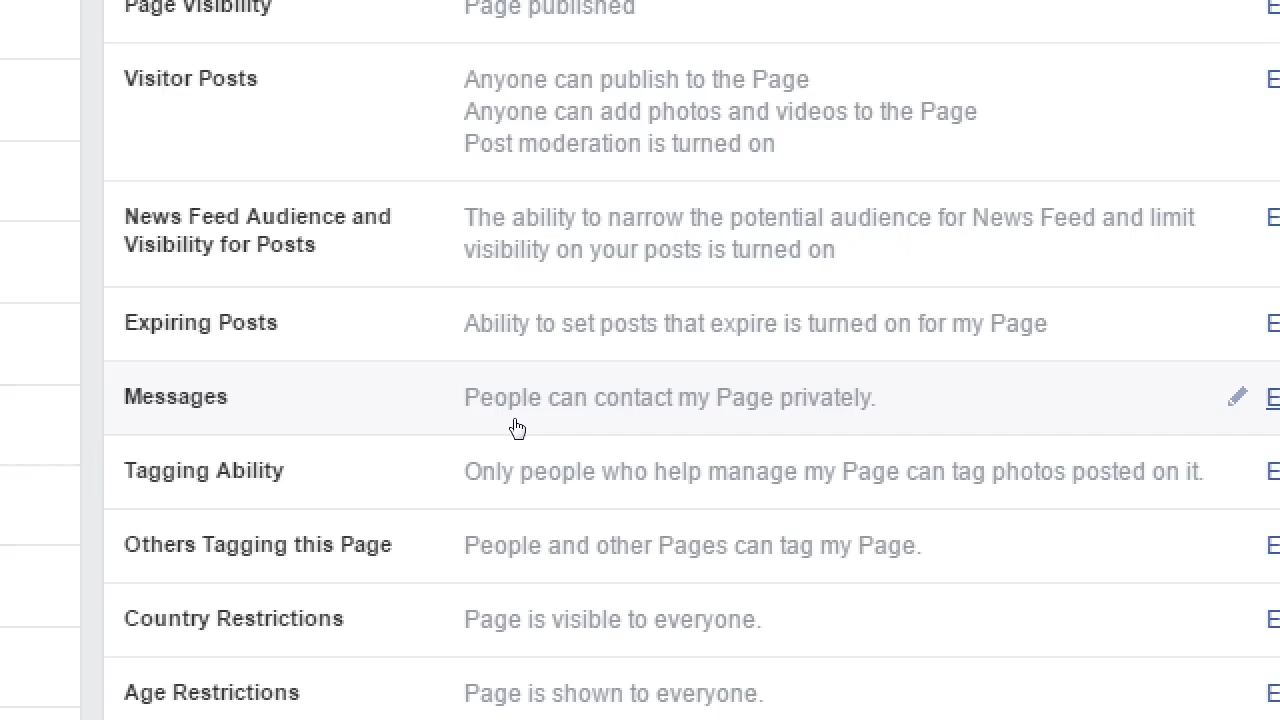 Page Visibility Page published
Visitor Posts Anyone can publish to the Page
Anyone can add photos and videos to the Page
Post moderation is turned on
News Feed Audience and The ability to narrow the potential audience for News Feed and limit
Visibility for Posts visibility on your posts is turned on
Expiring Posts Ability to set posts that expire is turned on for my Page
Messages People can contact my Page privately.
Tagging Ability Only people who help manage my Page can tag photos posted on it.
Others Tagging this Page People and other Pages can tag my Page.
Country Restrictions Page is visible to everyone.
Age Restrictions Page is shown to everyone.